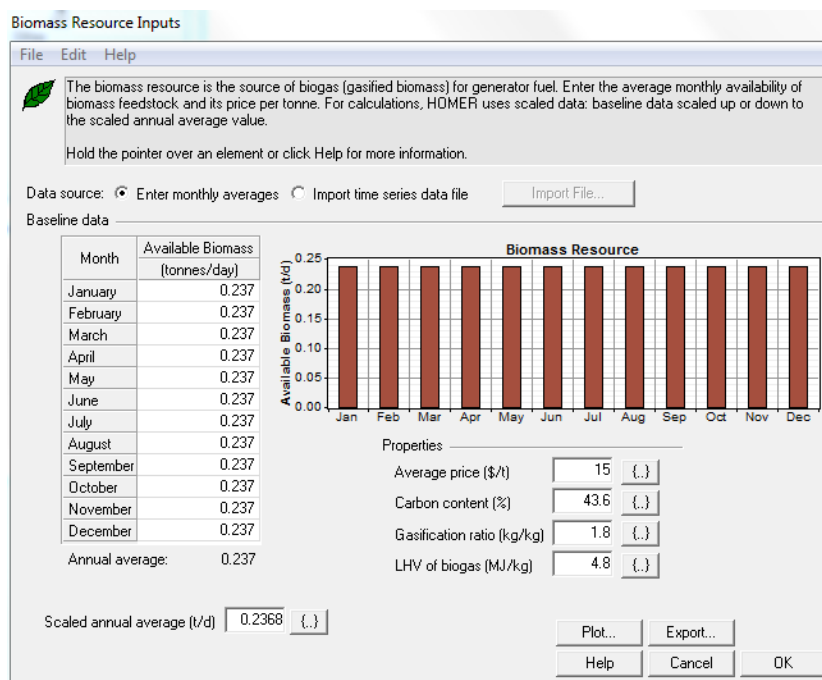 Biomass Resource Inputs
File Edit Help
The biomass resource is the source of biogas (gasified biomass) for generator fuel. Enter the average monthly availability of
biomass feedstock and its price per tonne. For calculations, HOMER uses scaled data: baseline data scaled up or down to
the scaled annual average value.
Hold the pointer over an element or click Help for more information.
Data source: Enter monthly averages Import time series data file Import File...
Baseline data
Month Available Biomass
(tonnes/day)
January 0.237
February 0.237
March 0.237
April 0.237
May 0.237
June 0.237
July 0.237
August 0.237
September 0.237
October 0.237
November 0.237
December 0.237
Annual average: 0.237
Biomass Resource
Available Biomass (t/d)
0.25
0.20
0.15
0.10
0.05
0.00
Jan Feb Mar Apr May Jun Jul Aug Sep Oct Nov Dec
Properties
Average price ($/t) 15 {..}
Carbon content (%) 43.6 {..}
Gasification ratio (kg/kg) 1.8 {..}
LHV of biogas (MJ/kg) 4.8 {..}
Scaled annual average (t/d) 0.2368 {..}
Plot... Export...
Help Cancel OK